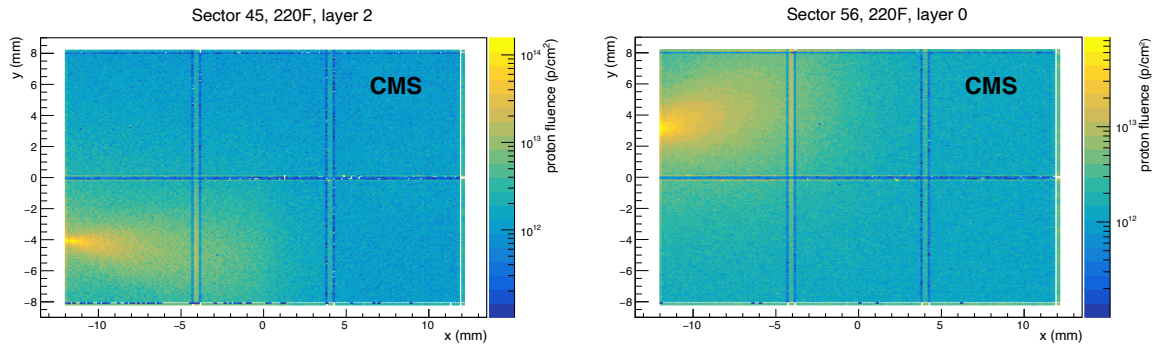 Sector 45, 220F, layer 2
y (mm)
8
6
4
2
0
−2
−4
−6
−8
CMS
−10 −5 0 5 10
x (mm)
10¹⁴
10¹³
10¹²
proton fluence (p/cm²)
Sector 56, 220F, layer 0
y (mm)
8
6
4
2
0
−2
−4
−6
−8
CMS
−10 −5 0 5 10
x (mm)
10¹³
10¹²
proton fluence (p/cm²)